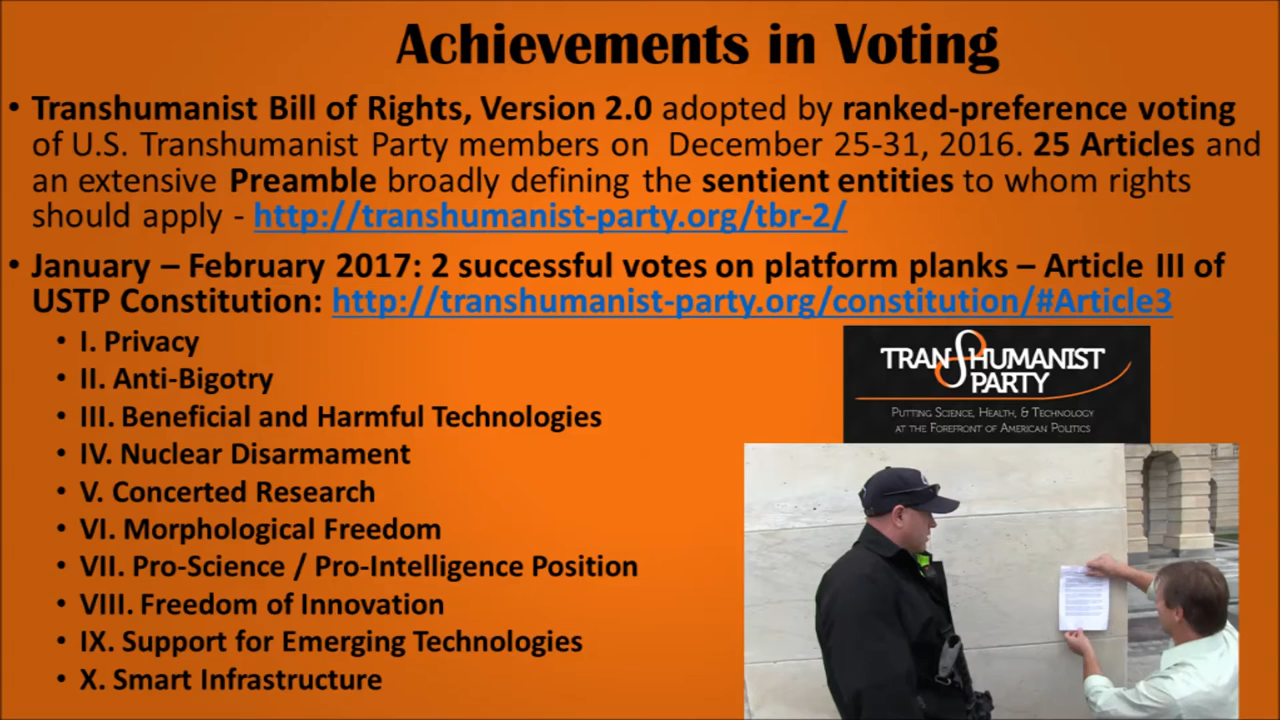 Achievements in Voting
• Transhumanist Bill of Rights, Version 2.0 adopted by ranked-preference voting
of U.S. Transhumanist Party members on December 25-31, 2016. 25 Articles and
an extensive Preamble broadly defining the sentient entities to whom rights
should apply - http://transhumanist-party.org/tbr-2/
• January – February 2017: 2 successful votes on platform planks – Article III of
USTP Constitution: http://transhumanist-party.org/constitution/#Article3
• I. Privacy
• II. Anti-Bigotry
• III. Beneficial and Harmful Technologies
• IV. Nuclear Disarmament
• V. Concerted Research
• VI. Morphological Freedom
• VII. Pro-Science / Pro-Intelligence Position
• VIII. Freedom of Innovation
• IX. Support for Emerging Technologies
• X. Smart Infrastructure
TRANSHUMANIST
PARTY
PUTTING SCIENCE, HEALTH, & TECHNOLOGY
AT THE FOREFRONT OF AMERICAN POLITICS